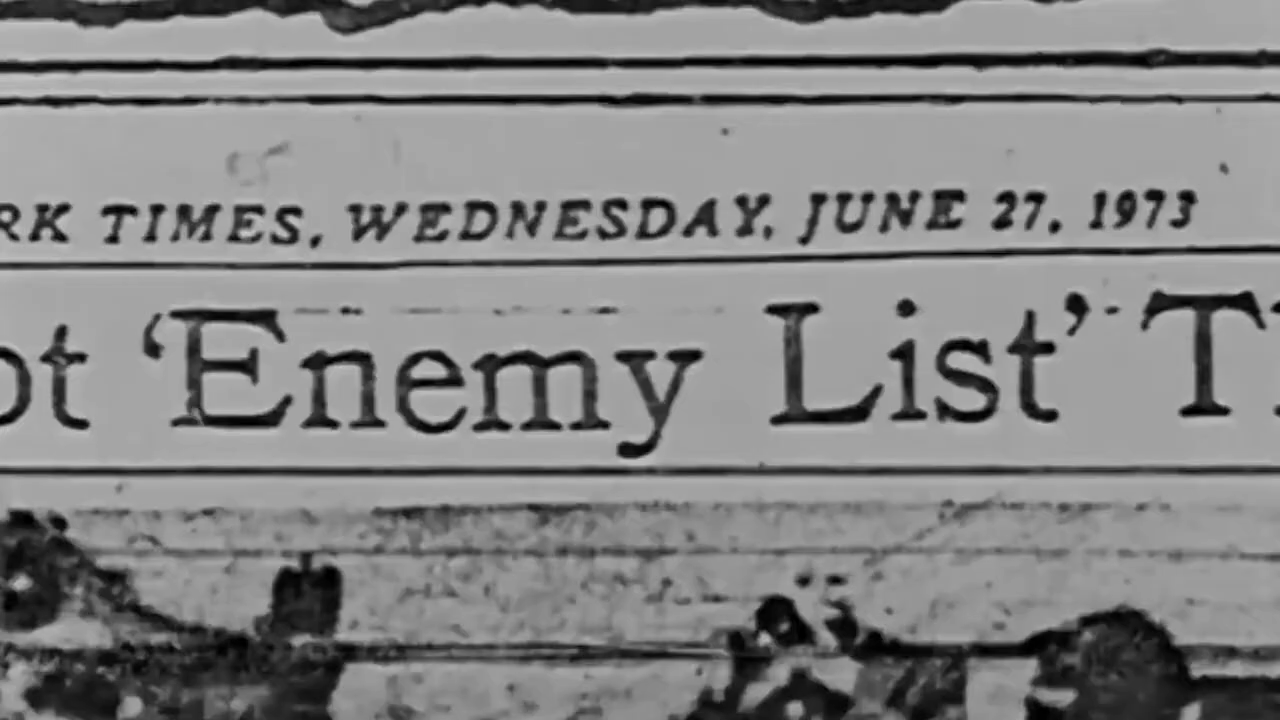 RK TIMES, WEDNESDAY, JUNE 27, 1973
ot ‘Enemy List’ T